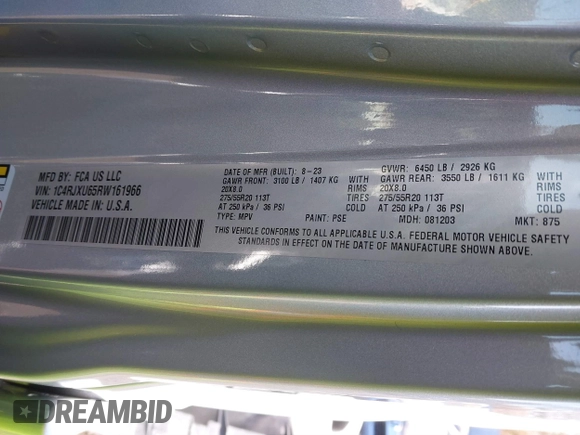 MFD BY: FCA US LLC
VIN: 1C4RJXU65RW161966
VEHICLE MADE IN: U.S.A.
DATE OF MFR (BUILT): 8-23 GVWR: 6450 LB / 2926 KG
GAWR FRONT: 3100 LB / 1407 KG WITH GAWR REAR: 3550 LB / 1611 KG WITH
20X8.0 RIMS 20X8.0 RIMS
275/55R20 113T TIRES 275/55R20 113T TIRES
AT 250 kPa / 36 PSI COLD AT 250 kPa / 36 PSI COLD
TYPE: MPV PAINT: PSE MDH: 081203 MKT: 875
THIS VEHICLE CONFORMS TO ALL APPLICABLE U.S.A. FEDERAL MOTOR VEHICLE SAFETY
STANDARDS IN EFFECT ON THE DATE OF MANUFACTURE SHOWN ABOVE.
DREAMBID